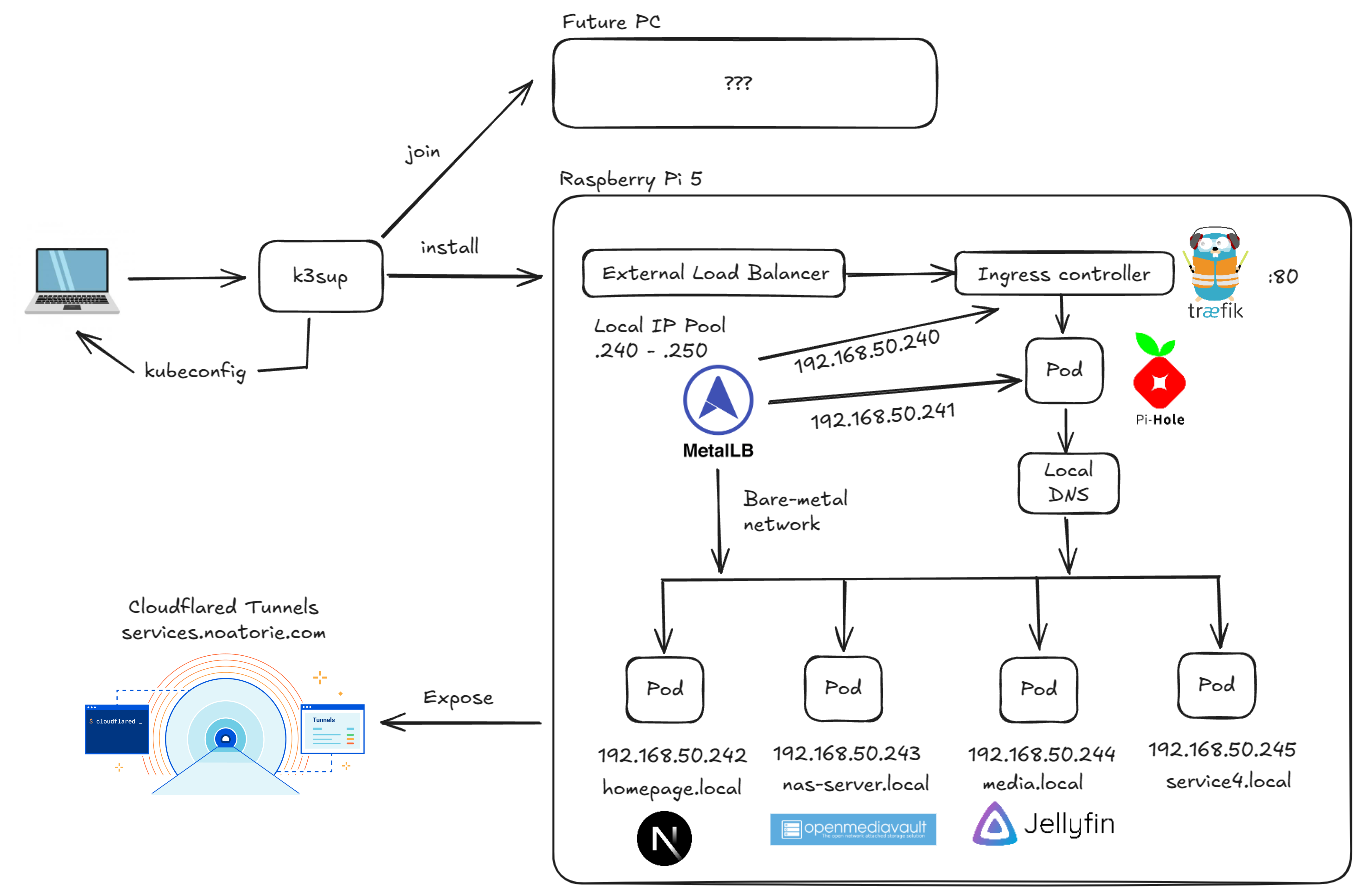 Future PC
???
join
Raspberry Pi 5
install
k3sup
kubeconfig
External Load Balancer
Ingress controller
træfik
:80
Local IP Pool
.240 - .250
192.168.50.240
MetalLB
192.168.50.241
Pod
Pi-Hole
Local
DNS
Bare-metal
network
Cloudflared Tunnels
services.noatorie.com
$ cloudflared _
Tunnels
Expose
Pod
Pod
Pod
Pod
192.168.50.242
192.168.50.243
192.168.50.244
192.168.50.245
homepage.local
nas-server.local
media.local
service4.local
N
openmediavault
The open network attached storage solution
Jellyfin